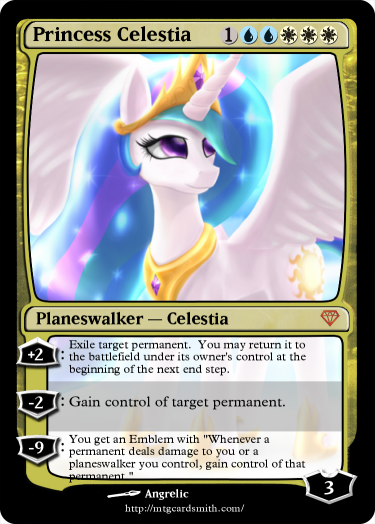 Princess Celestia 1
Planeswalker — Celestia
+2 : Exile target permanent.  You may return it
to the battlefield under its owner's control at the
beginning of the next end step.
-2 : Gain control of target permanent.
-9 : You get an Emblem with "Whenever a
permanent deals damage to you or a
planeswalker you control, gain control of that
permanent."
3
Angrelic
http://mtgcardsmith.com/